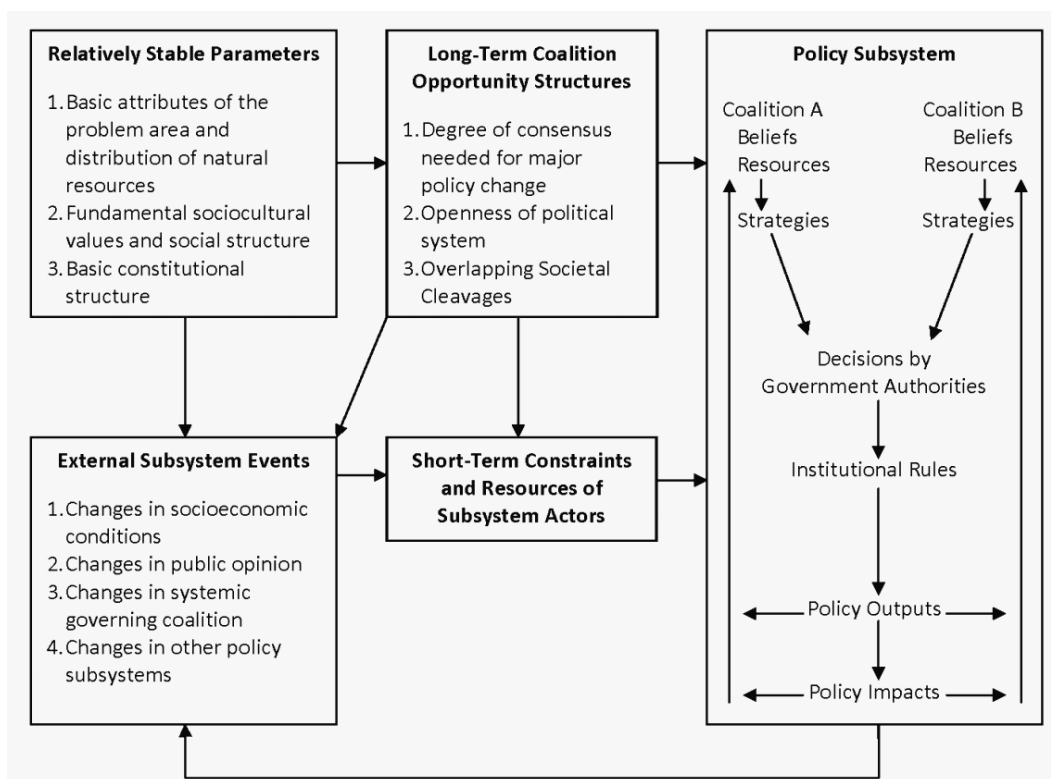 Relatively Stable Parameters
1. Basic attributes of the
problem area and
distribution of natural
resources
2. Fundamental sociocultural
values and social structure
3. Basic constitutional
structure
Long-Term Coalition
Opportunity Structures
1. Degree of consensus
needed for major
policy change
2. Openness of political
system
3. Overlapping Societal
Cleavages
External Subsystem Events
1. Changes in socioeconomic
conditions
2. Changes in public opinion
3. Changes in systemic
governing coalition
4. Changes in other policy
subsystems
Short-Term Constraints
and Resources of
Subsystem Actors
Policy Subsystem
Coalition A
Beliefs
Resources
Strategies
Coalition B
Beliefs
Resources
Strategies
Decisions by
Government Authorities
Institutional Rules
Policy Outputs
Policy Impacts